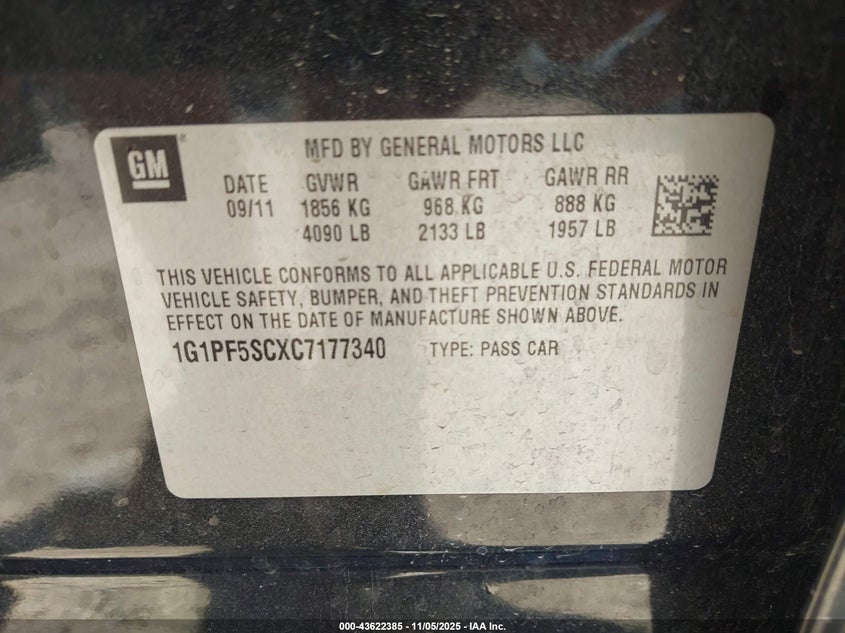 GM ®
MFD BY GENERAL MOTORS LLC
DATE GVWR GAWR FRT GAWR RR
09/11 1856 KG 968 KG 888 KG
4090 LB 2133 LB 1957 LB
THIS VEHICLE CONFORMS TO ALL APPLICABLE U.S. FEDERAL MOTOR
VEHICLE SAFETY, BUMPER, AND THEFT PREVENTION STANDARDS IN
EFFECT ON THE DATE OF MANUFACTURE SHOWN ABOVE.
1G1PF5SCXC7177340 TYPE: PASS CAR
000-43622385 - 11/05/2025 - IAA Inc.